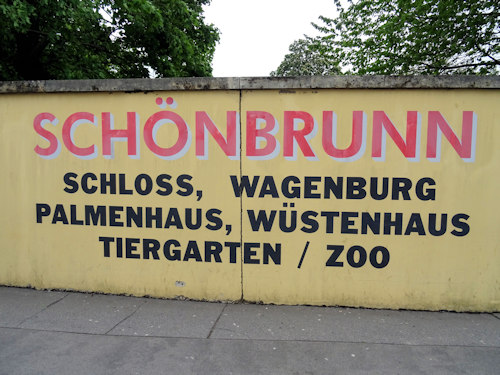 SCHÖNBRUNN
SCHLOSS, WAGENBURG
PALMENHAUS, WÜSTENHAUS
TIERGARTEN / ZOO